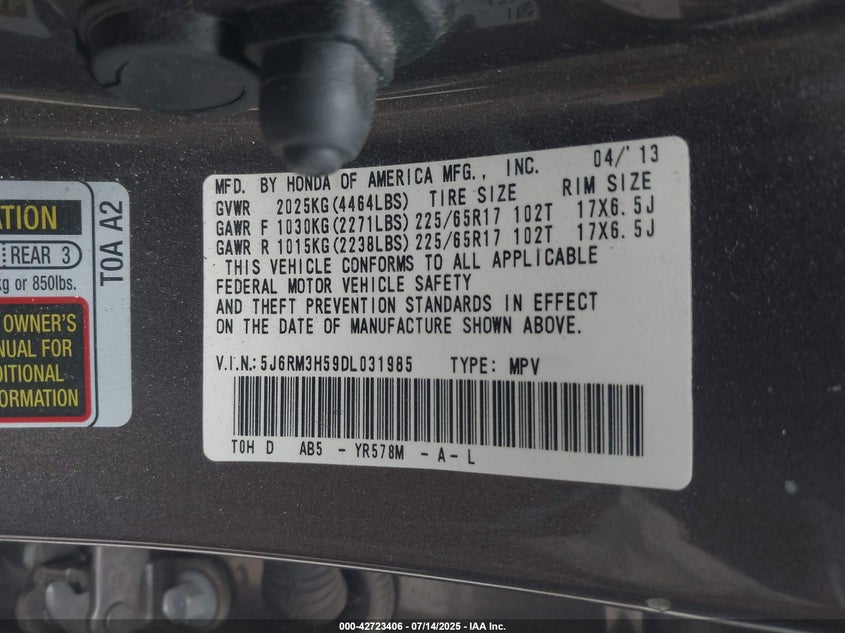 MFD. BY HONDA OF AMERICA MFG., INC. 04/'13
GVWR 2025KG(4464LBS) TIRE SIZE RIM SIZE
GAWR F 1030KG(2271LBS) 225/65R17 102T 17X6.5J
GAWR R 1015KG(2238LBS) 225/65R17 102T 17X6.5J
THIS VEHICLE CONFORMS TO ALL APPLICABLE
FEDERAL MOTOR VEHICLE SAFETY
AND THEFT PREVENTION STANDARDS IN EFFECT
ON THE DATE OF MANUFACTURE SHOWN ABOVE.
V.I.N.: 5J6RM3H59DL031985 TYPE: MPV
T0H D AB5 - YR578M - A - L
ATION
REAR 3
kg or 850lbs.
OWNER'S
NUAL FOR
DITIONAL
FORMATION
T0A A2
000-42723406 - 07/14/2025 - IAA Inc.